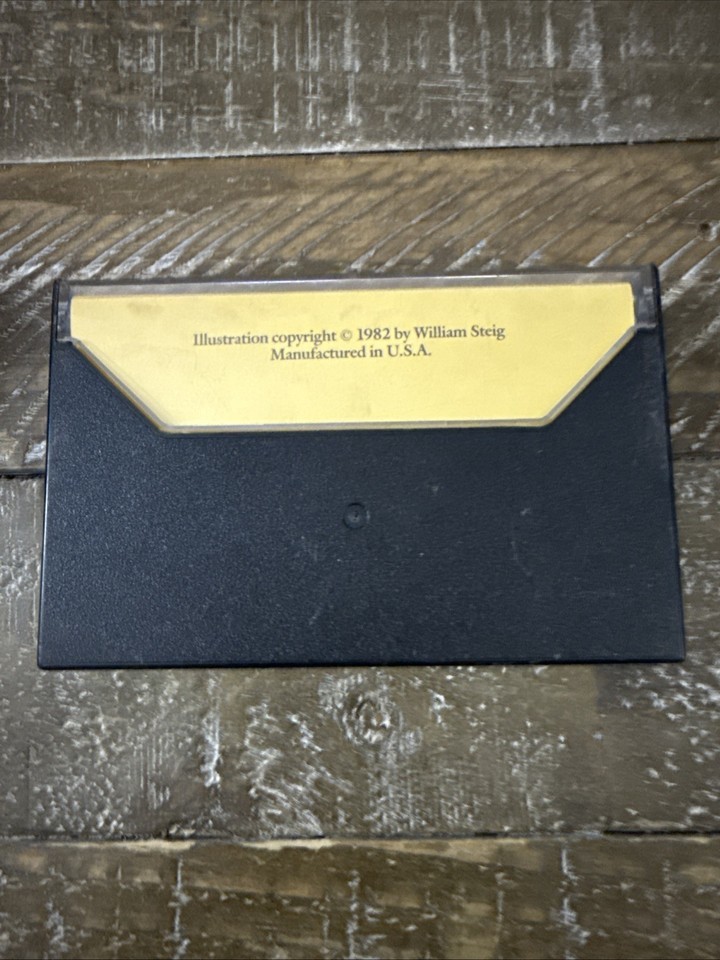 Illustration copyright © 1982 by William Steig
Manufactured in U.S.A.